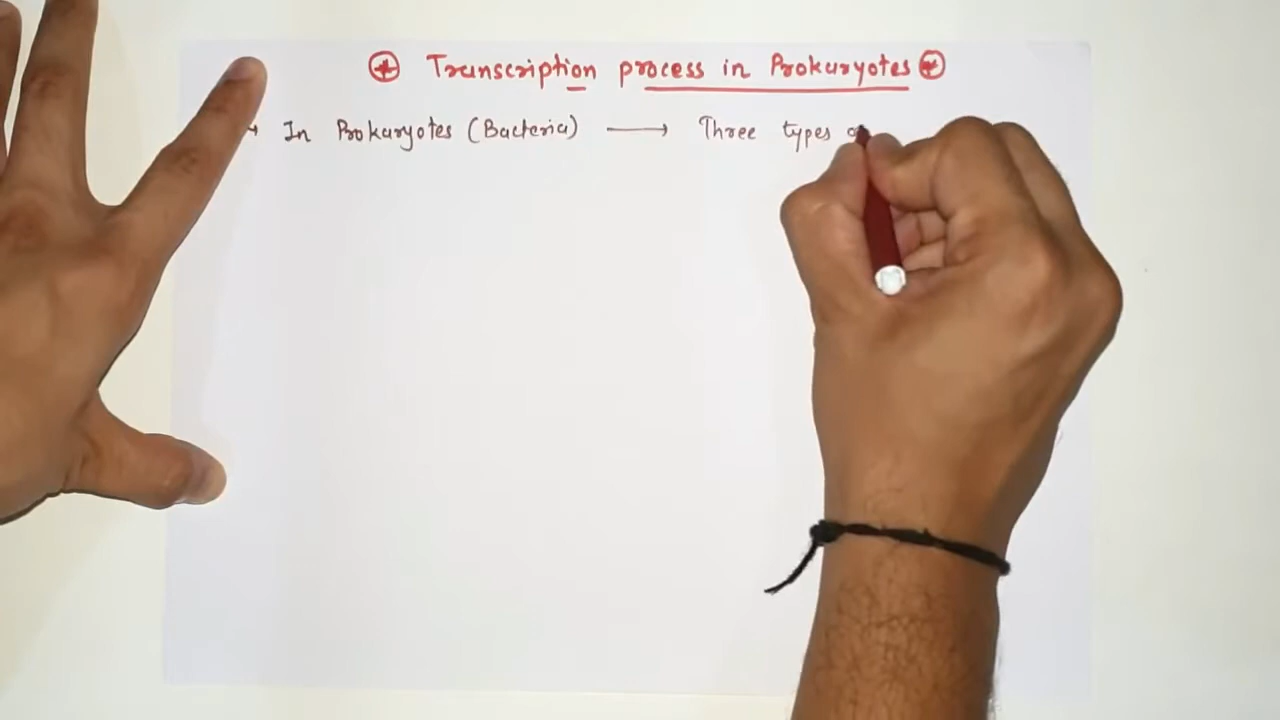 Transcription process in Prokaryotes
In Prokaryotes (Bacteria) → Three types